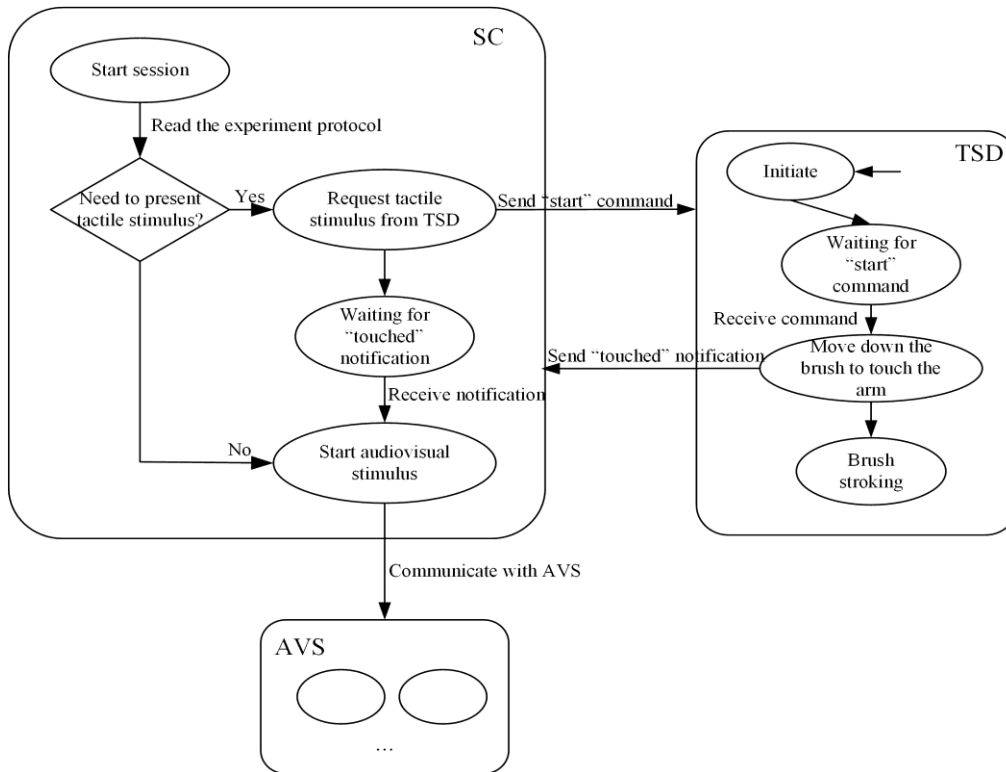 SC
Start session
Read the experiment protocol
Need to present
tactile stimulus?
Yes
Request tactile
stimulus from TSD
Send “start” command
Waiting for
“touched”
notification
Receive notification
No
Start audiovisual
stimulus
Communicate with AVS
AVS
...
TSD
Initiate
Waiting for
“start”
command
Receive command
Send “touched” notification
Move down the
brush to touch the
arm
Brush
stroking